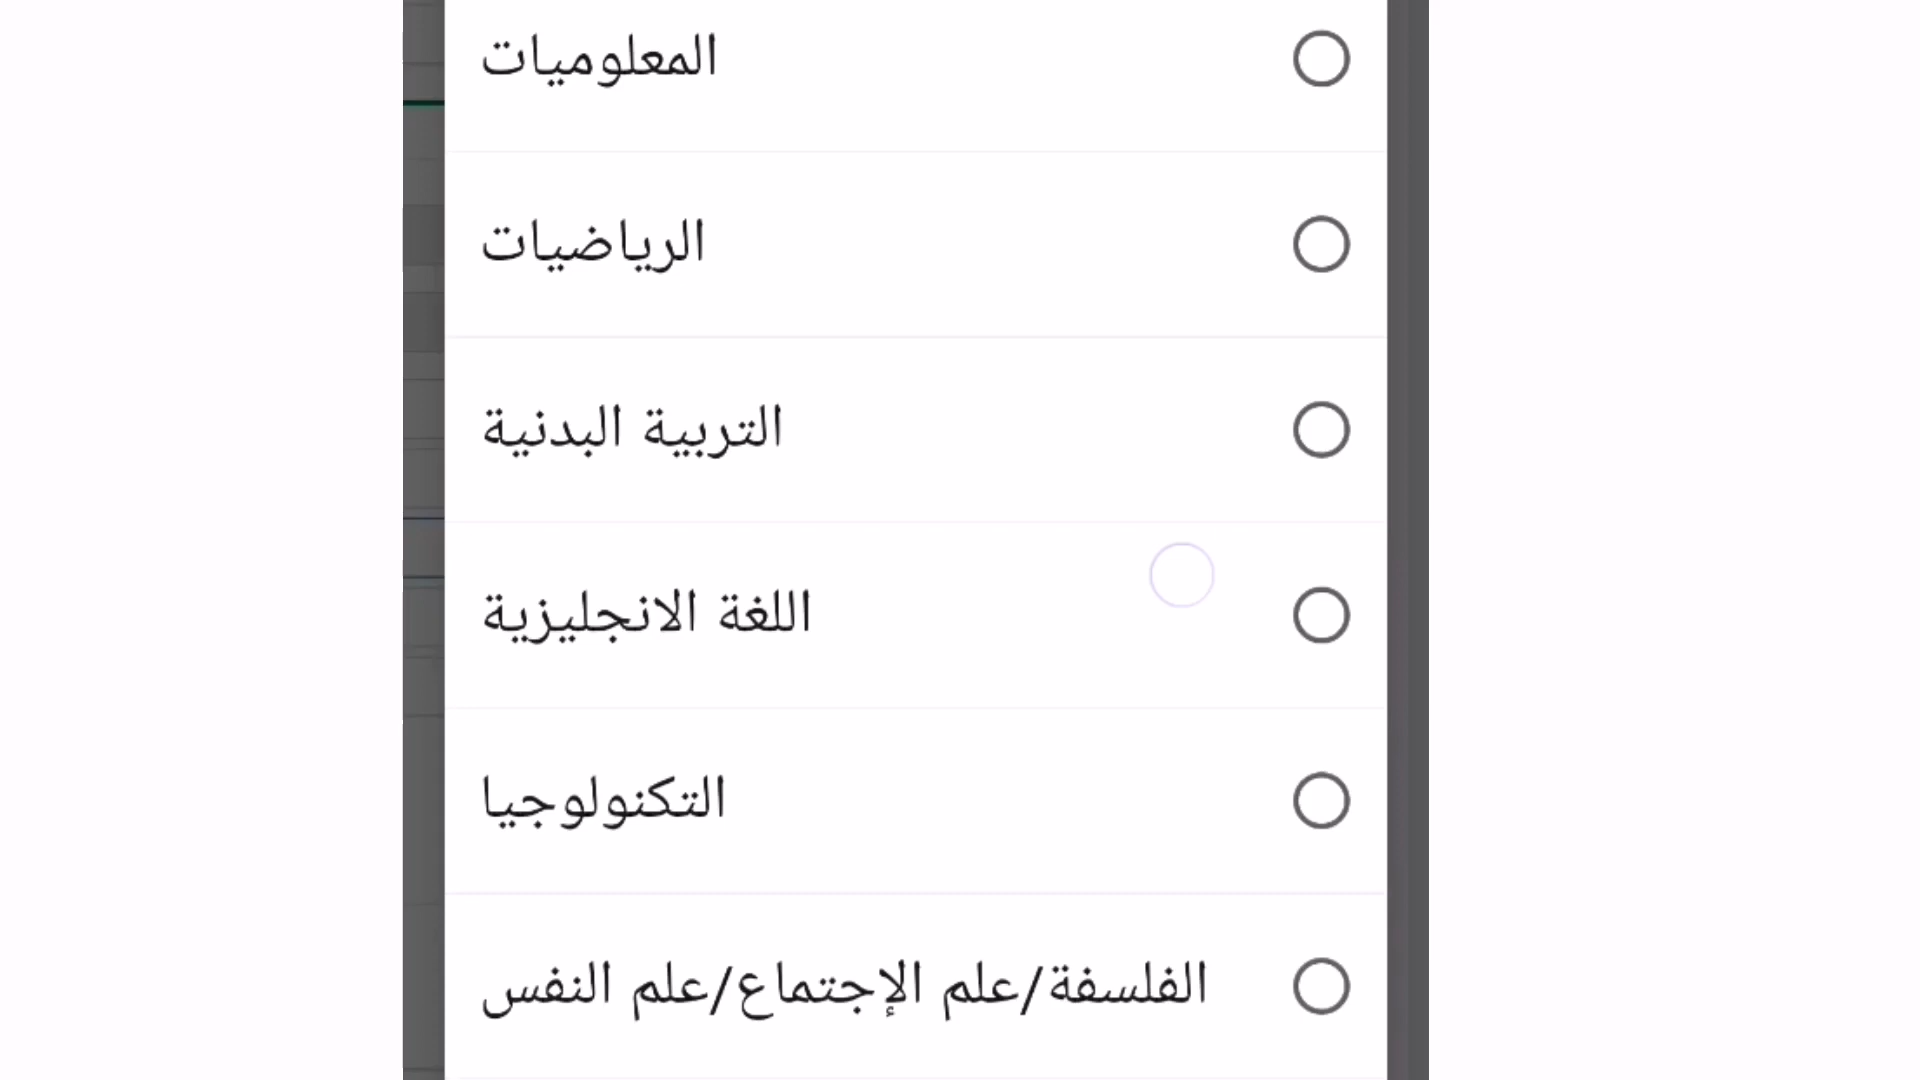 المعلوميات
الرياضيات
التربية البدنية
اللغة الانجليزية
التكنولوجيا
الفلسفة/علم الإجتماع/علم النفس